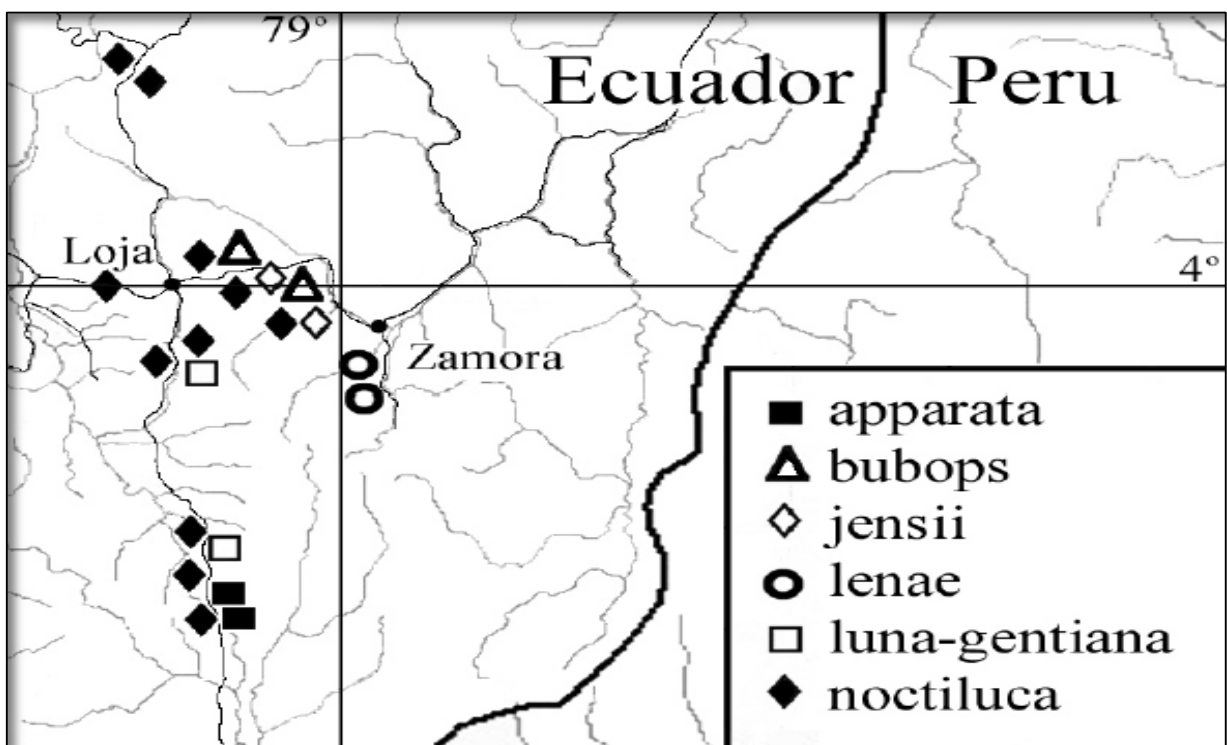 79°
Ecuador Peru
Loja
4°
Zamora
apparata
bubops
jensii
lenae
luna-gentiana
noctiluca